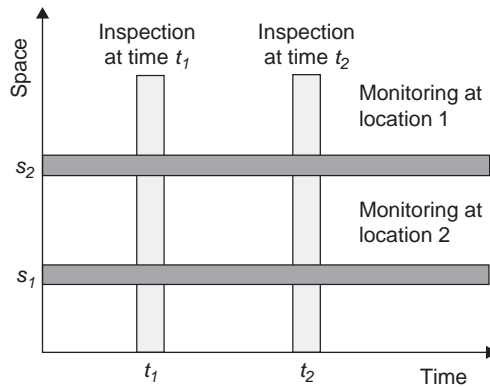 Space
Inspection
at time t1
Inspection
at time t2
Monitoring at
location 1
s2
Monitoring at
location 2
s1
t1
t2
Time